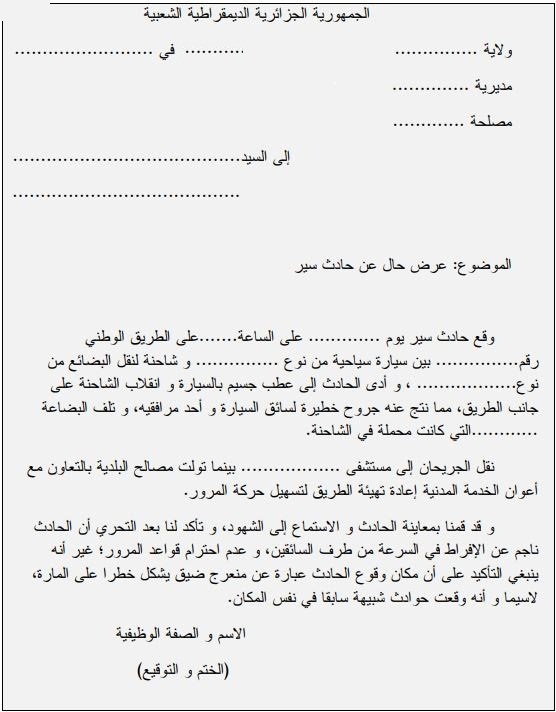 الجمهورية الجزائرية الديمقراطية الشعبية
ولاية ............... ........... في .........................
مديرية ..............
مصلحة .............
إلى السيد.........................................
.........................................
الموضوع: عرض حال عن حادث سير
وقع حادث سير يوم ............. على الساعة.......على الطريق الوطني
رقم............... بين سيارة سياحية من نوع ............... و شاحنة لنقل البضائع من
نوع.................. ، و أدى الحادث إلى عطب جسيم بالسيارة و انقلاب الشاحنة على
جانب الطريق، مما نتج عنه جروح خطيرة لسائق السيارة و أحد مرافقيه، و تلف البضاعة
............التي كانت محملة في الشاحنة.
نقل الجريحان إلى مستشفى .................. بينما تولت مصالح البلدية بالتعاون مع
أعوان الخدمة المدنية إعادة تهيئة الطريق لتسهيل حركة المرور.
و قد قمنا بمعاينة الحادث و الاستماع إلى الشهود، و تأكد لنا بعد التحري أن الحادث
ناجم عن الإفراط في السرعة من طرف السائقين، و عدم احترام قواعد المرور؛ غير أنه
ينبغي التأكيد على أن مكان وقوع الحادث عبارة عن منعرج ضيق يشكل خطرا على المارة،
لاسيما و أنه وقعت حوادث شبيهة سابقا في نفس المكان.
الاسم و الصفة الوظيفية
(الختم و التوقيع)